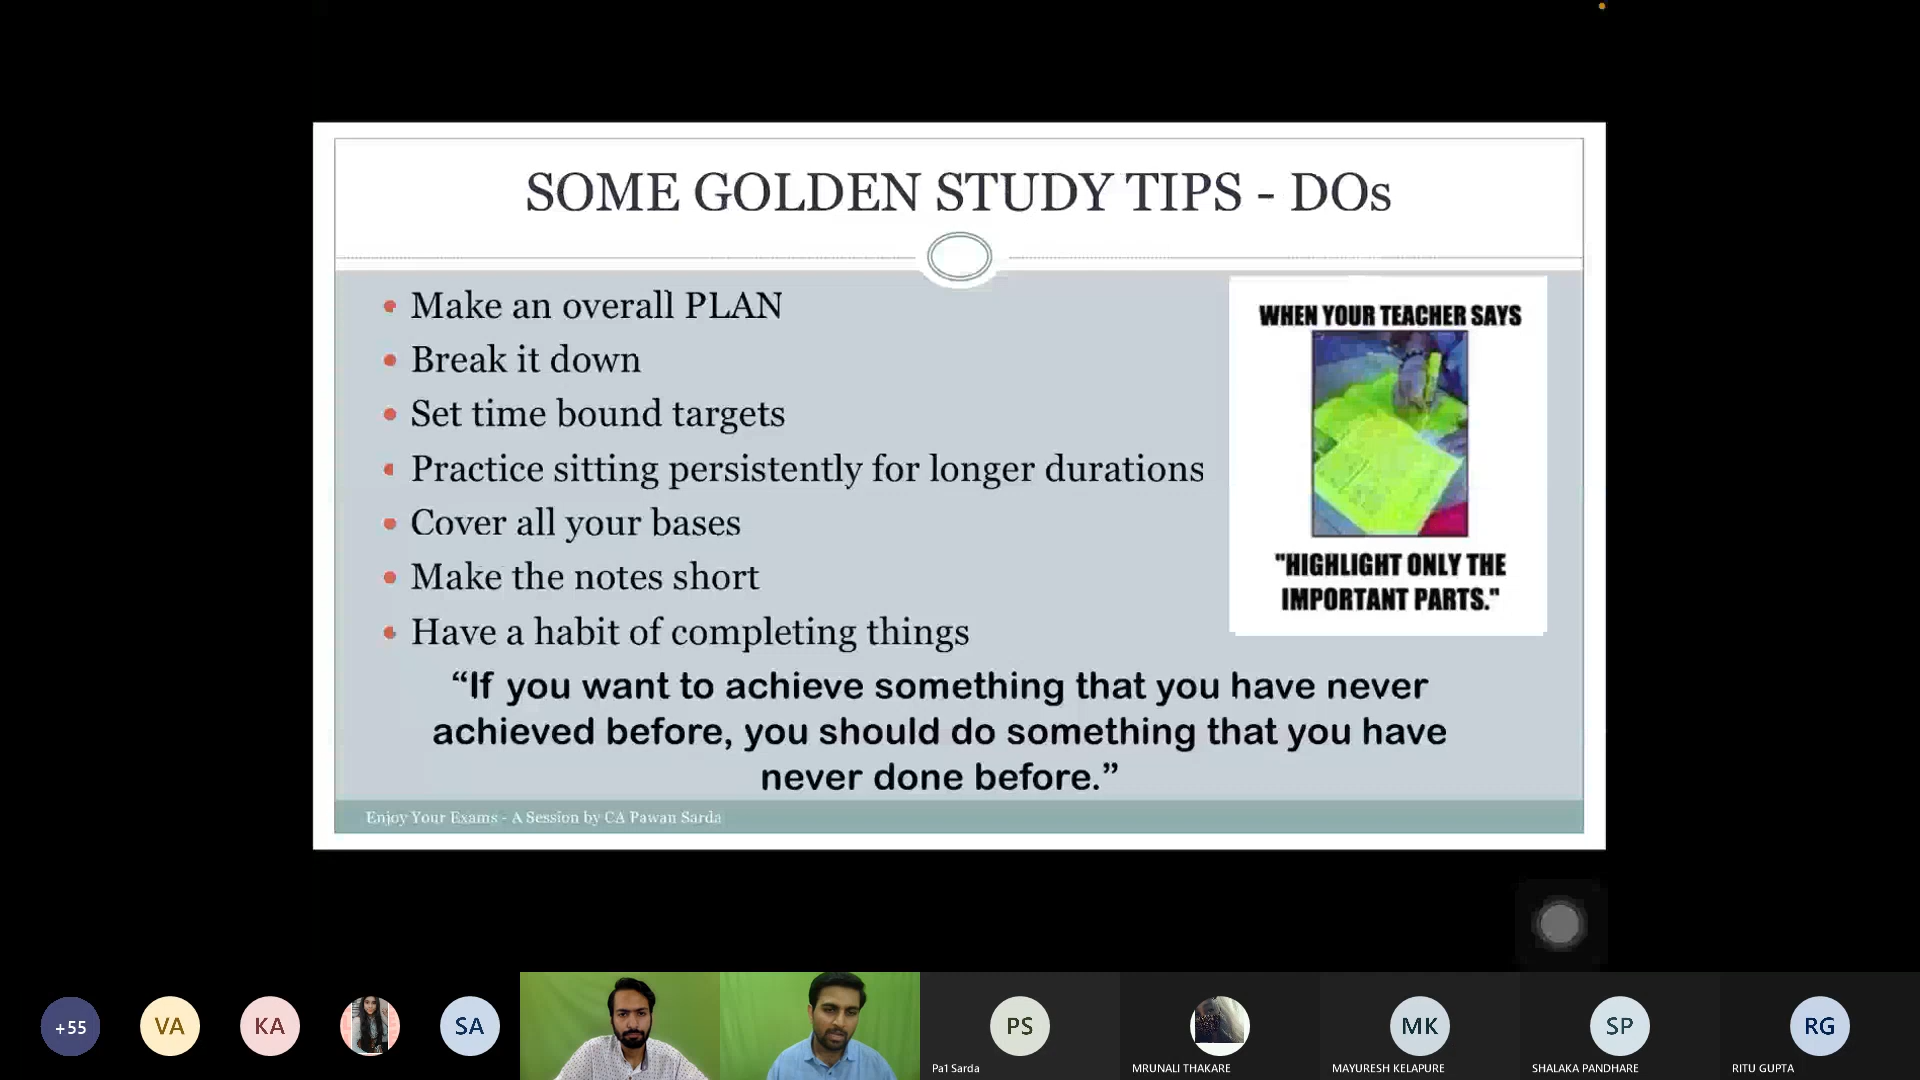 SOME GOLDEN STUDY TIPS - DOs
Make an overall PLAN
Break it down
Set time bound targets
Practice sitting persistently for longer durations
Cover all your bases
Make the notes short
Have a habit of completing things
WHEN YOUR TEACHER SAYS
"HIGHLIGHT ONLY THE
IMPORTANT PARTS."
“If you want to achieve something that you have never
achieved before, you should do something that you have
never done before.”
Enjoy Your Exams - A Session by CA Pawan Sarda
+55
VA
KA
SA
PS
Pa1 Sarda
MRUNALI THAKARE
MK
MAYURESH KELAPURE
SP
SHALAKA PANDHARE
RG
RITU GUPTA